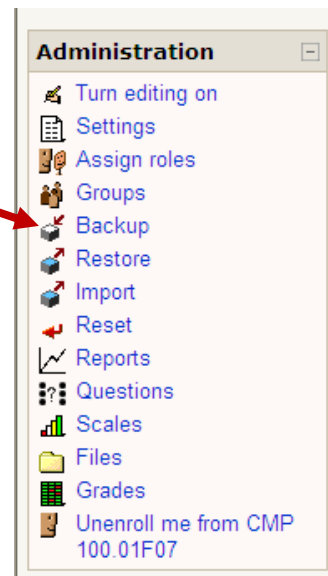 Administration
Turn editing on
Settings
Assign roles
Groups
Backup
Restore
Import
Reset
Reports
Questions
Scales
Files
Grades
Unenroll me from CMP
100.01F07